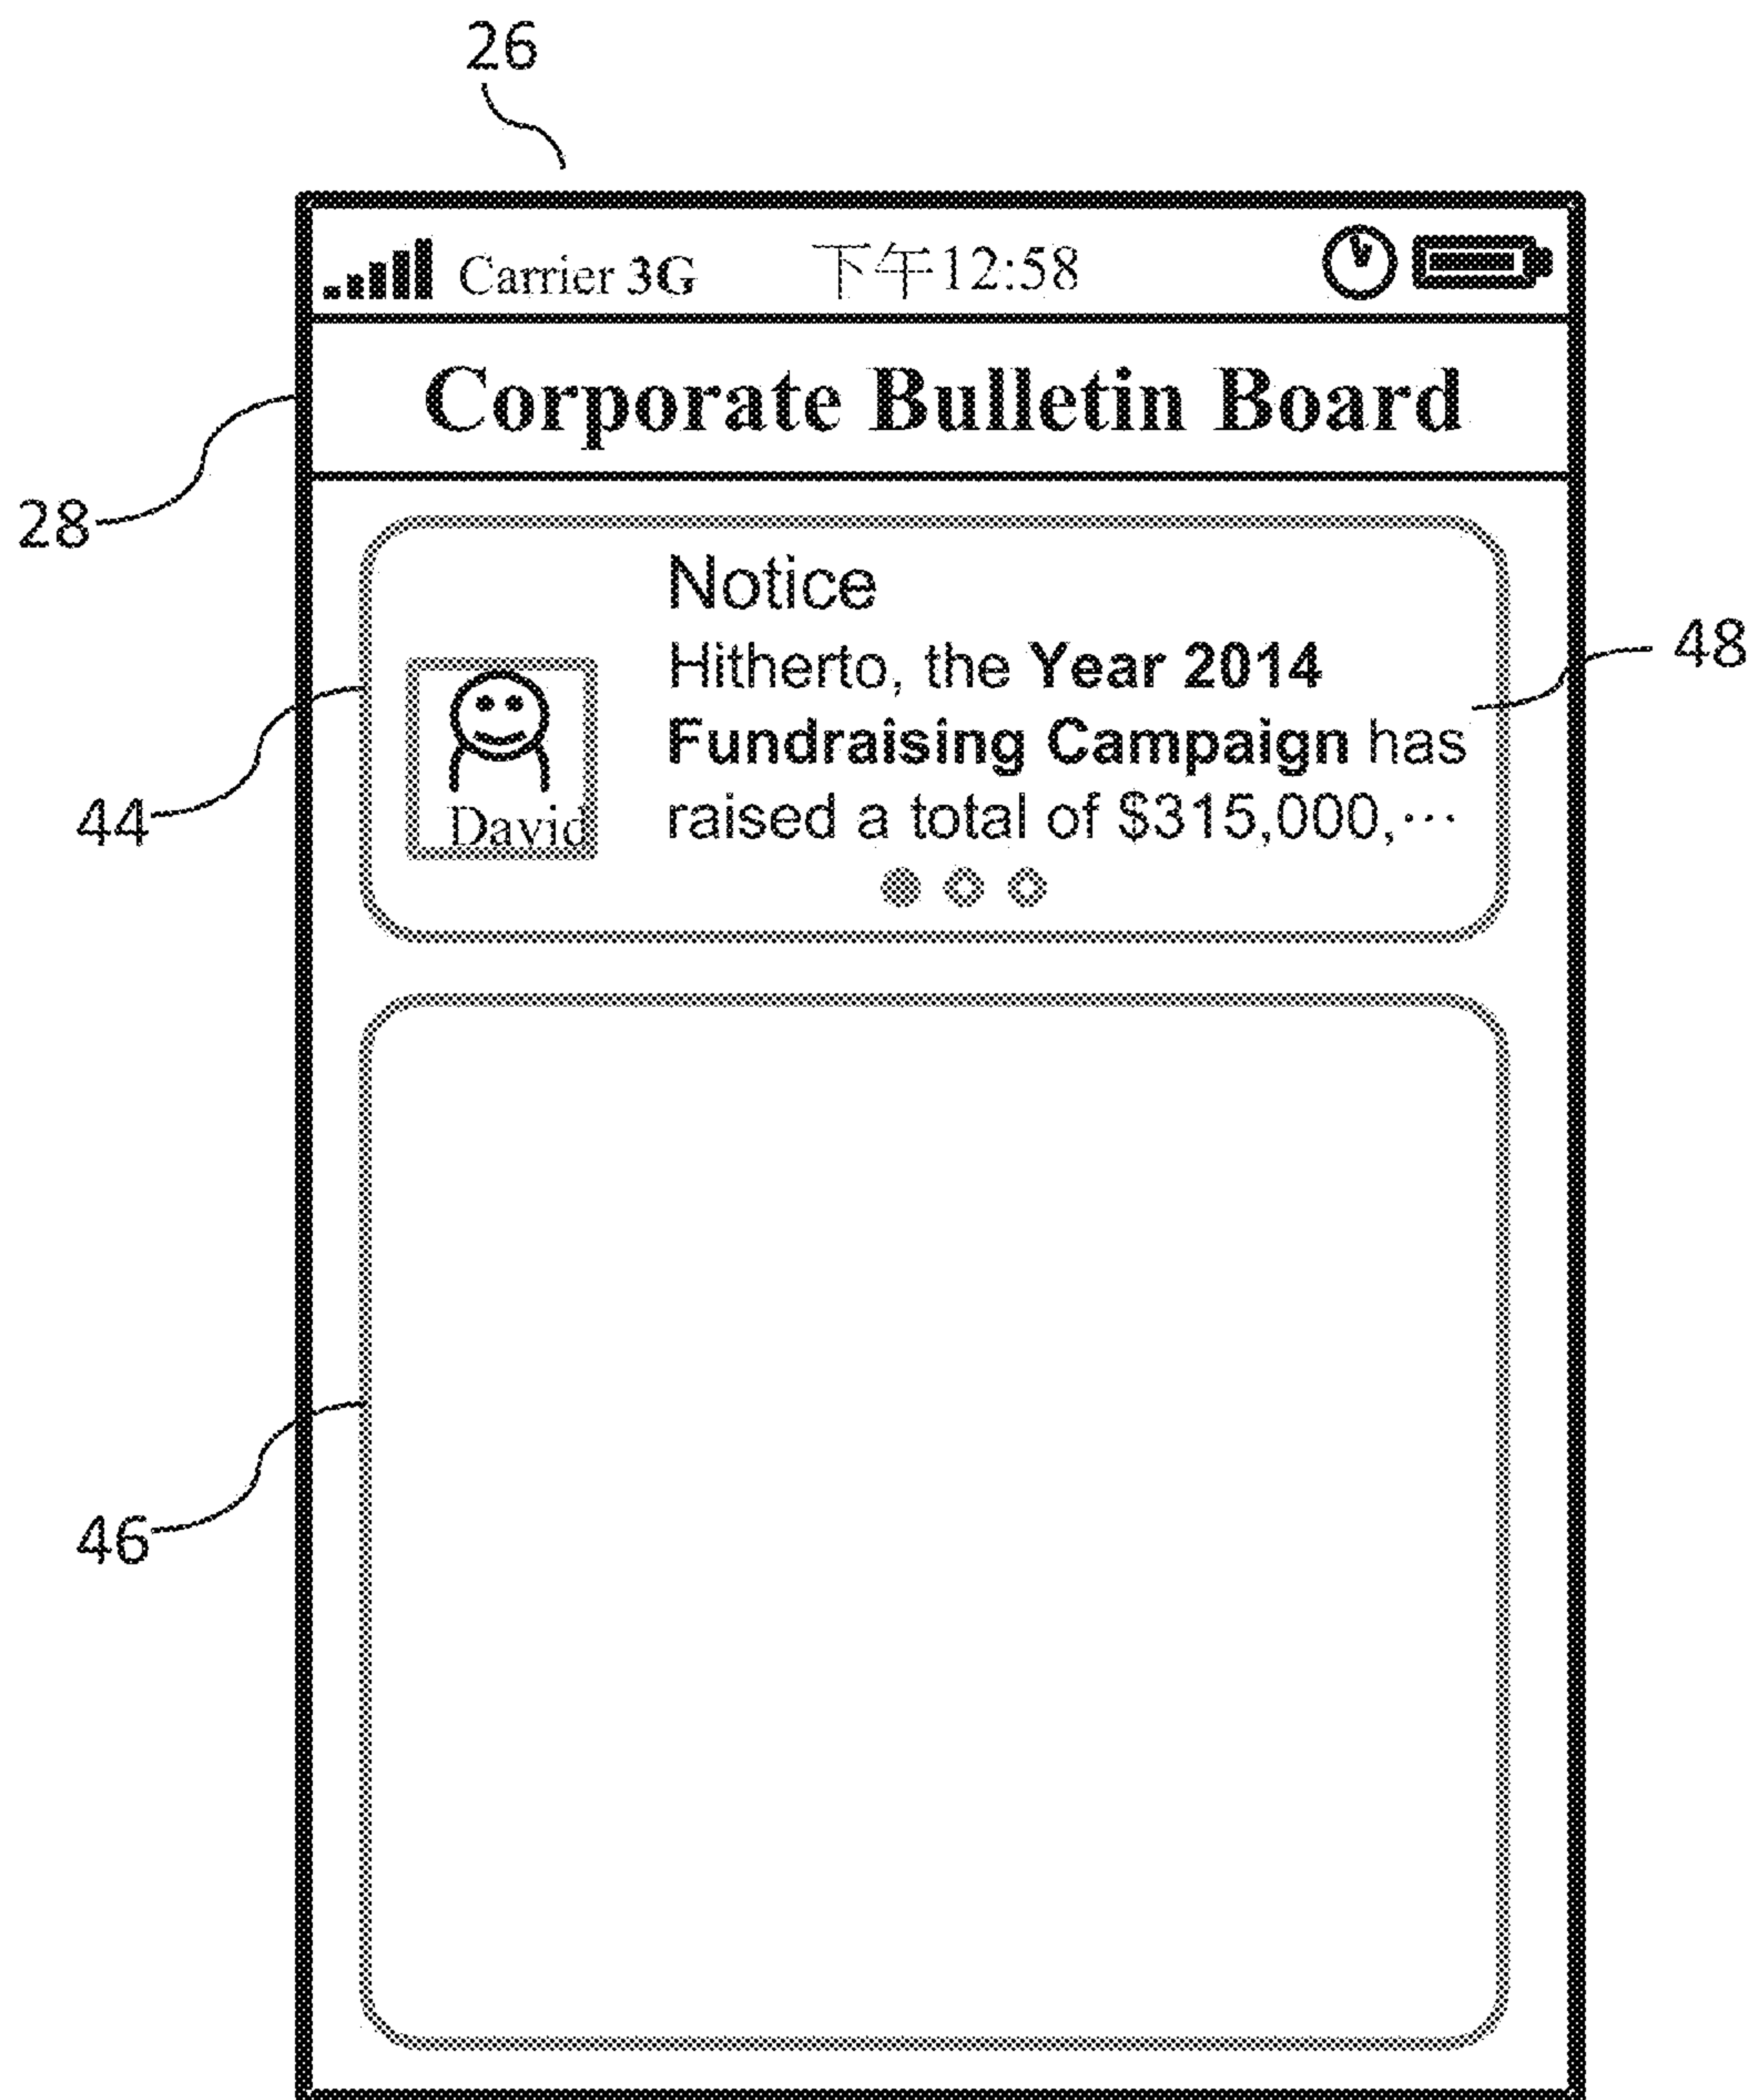 26
Carrier 3G 下午12:58
Corporate Bulletin Board
28
Notice
Hitherto, the Year 2014
48
Fundraising Campaign has
raised a total of $315,000,···
44
David
46